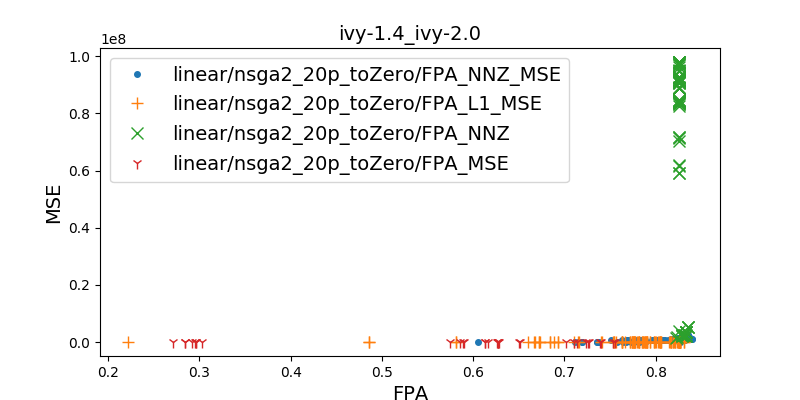 ivy-1.4_ivy-2.0
1e8
1.0
0.8
0.6
0.4
0.2
0.0
MSE
linear/nsga2_20p_toZero/FPA_NNZ_MSE
linear/nsga2_20p_toZero/FPA_L1_MSE
linear/nsga2_20p_toZero/FPA_NNZ
linear/nsga2_20p_toZero/FPA_MSE
0.2 0.3 0.4 0.5 0.6 0.7 0.8
FPA